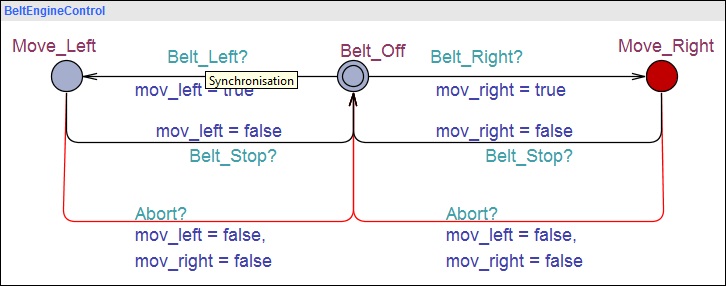 BeltEngineControl
Move_Left
Belt_Left?
Belt_Off
Belt_Right?
Move_Right
Synchronisation
mov_left = true
mov_right = true
mov_left = false
mov_right = false
Belt_Stop?
Belt_Stop?
Abort?
mov_left = false,
mov_right = false
Abort?
mov_left = false,
mov_right = false